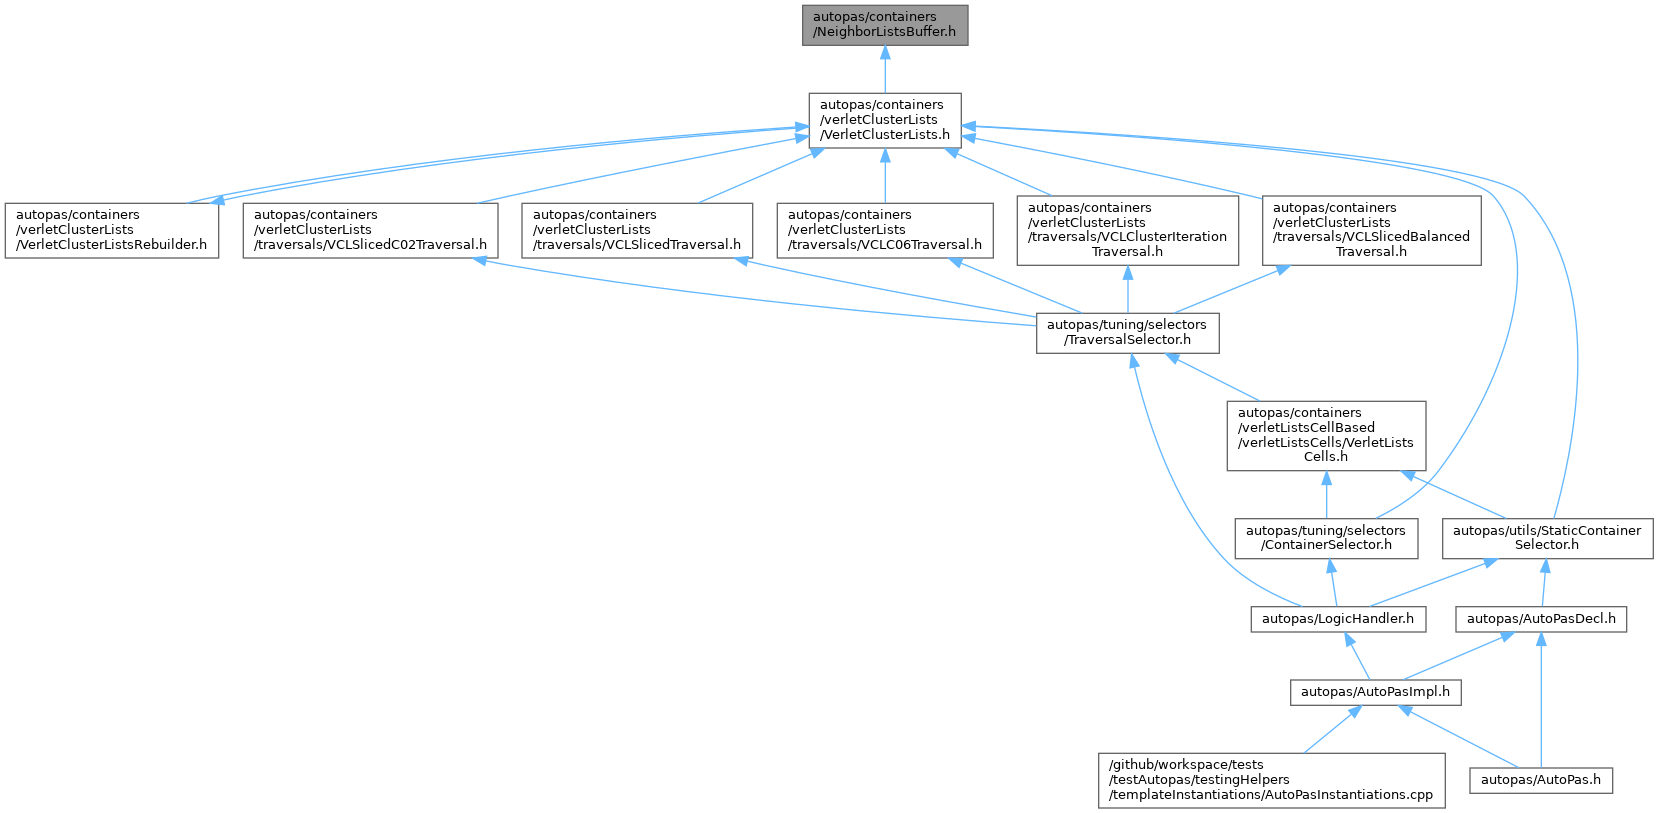 autopas/containers
/NeighborListsBuffer.h
autopas/containers
/verletClusterLists
/VerletClusterLists.h
autopas/containers
/verletClusterLists
/VerletClusterListsRebuilder.h
autopas/containers
/verletClusterLists
/traversals/VCLSlicedC02Traversal.h
autopas/containers
/verletClusterLists
/traversals/VCLSlicedTraversal.h
autopas/containers
/verletClusterLists
/traversals/VCLC06Traversal.h
autopas/containers
/verletClusterLists
/traversals/VCLClusterIteration
Traversal.h
autopas/containers
/verletClusterLists
/traversals/VCLSlicedBalanced
Traversal.h
autopas/tuning/selectors
/TraversalSelector.h
autopas/containers
/verletListsCellBased
/verletListsCells/VerletLists
Cells.h
autopas/tuning/selectors
/ContainerSelector.h
autopas/utils/StaticContainer
Selector.h
autopas/LogicHandler.h
autopas/AutoPasDecl.h
autopas/AutoPasImpl.h
/github/workspace/tests
/testAutopas/testingHelpers
/templateInstantiations/AutoPasInstantiations.cpp
autopas/AutoPas.h